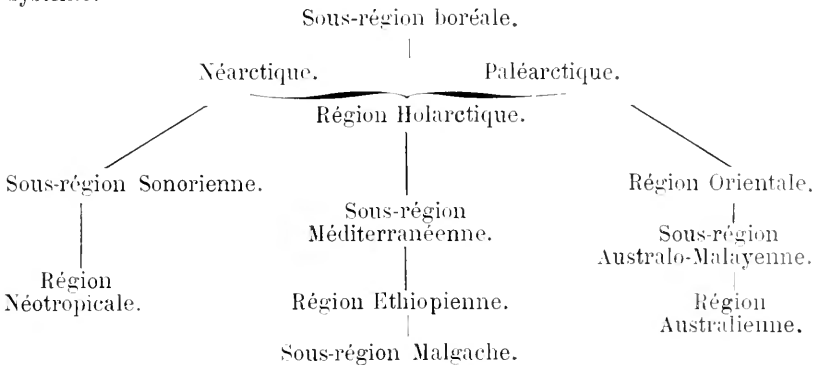 système.
Sous-région boréale.
Néarctique. Paléarctique.
Région Holarctique.
Sous-région Sonorienne. Région Orientale.
Sous-région
Méditerranéenne.
Sous-région
Australo-Malayenne.
Région
Néotropicale.
Région Ethiopienne.
Région
Australienne.
Sous-région Malgache.